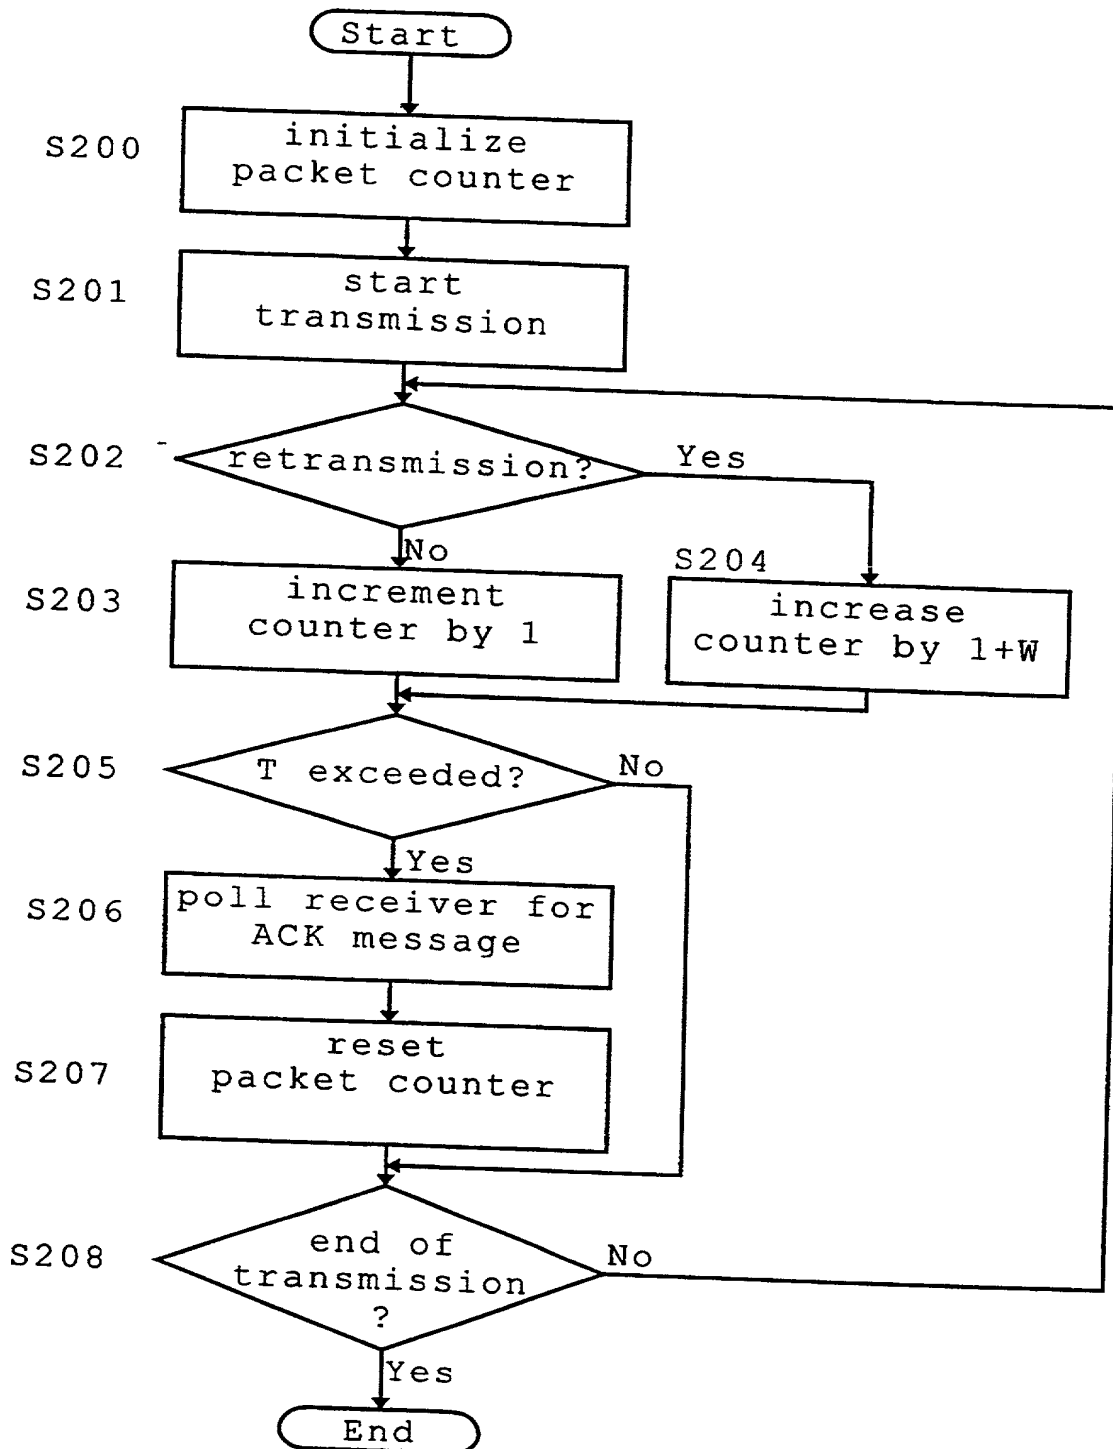 Start
S200
initialize
packet counter
S201
start
transmission
S202
retransmission?
Yes
No
S203
increment
counter by 1
S204
increase
counter by 1+W
S205
T exceeded?
No
Yes
S206
poll receiver for
ACK message
S207
reset
packet counter
S208
end of
transmission
?
No
Yes
End